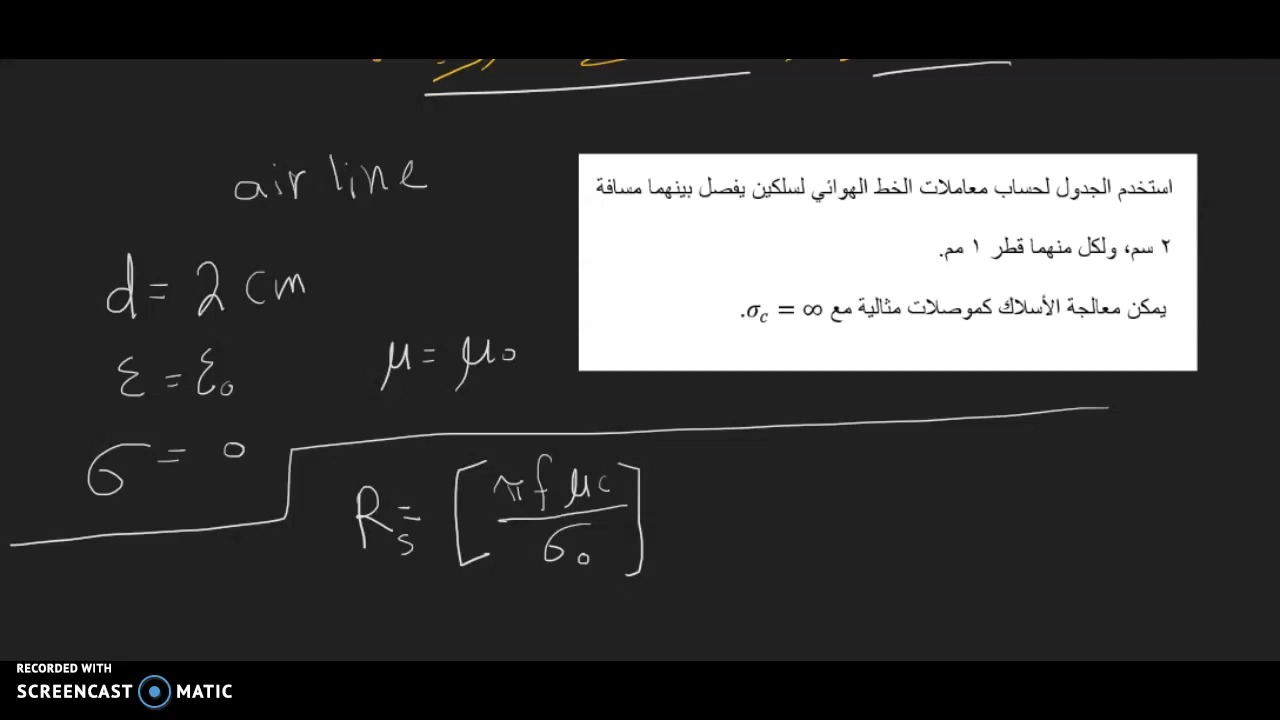 air line
استخدم الجدول لحساب معاملات الخط الهوائي لسلكين يفصل بينهما مسافة
٢ سم، ولكل منهما قطر ١ مم.
يمكن معالجة الأسلاك كموصلات مثالية مع σc = ∞.
d = 2 cm
ε = ε0
μ = μ0
σ = 0
Rs = [πfμc / σ0]
RECORDED WITH
SCREENCAST MATIC